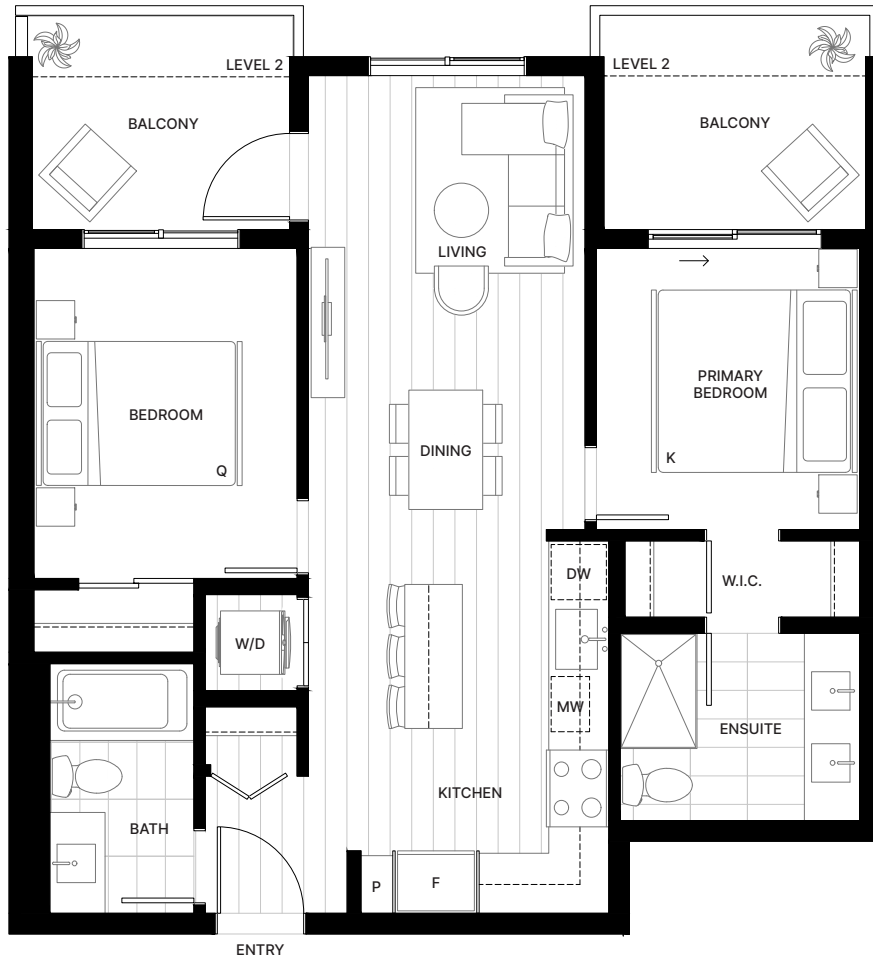 LEVEL 2
LEVEL 2
BALCONY
BALCONY
LIVING
PRIMARY
BEDROOM
BEDROOM
DINING
Q
K
DW
W.I.C.
W/D
MW
ENSUITE
KITCHEN
BATH
P
F
ENTRY